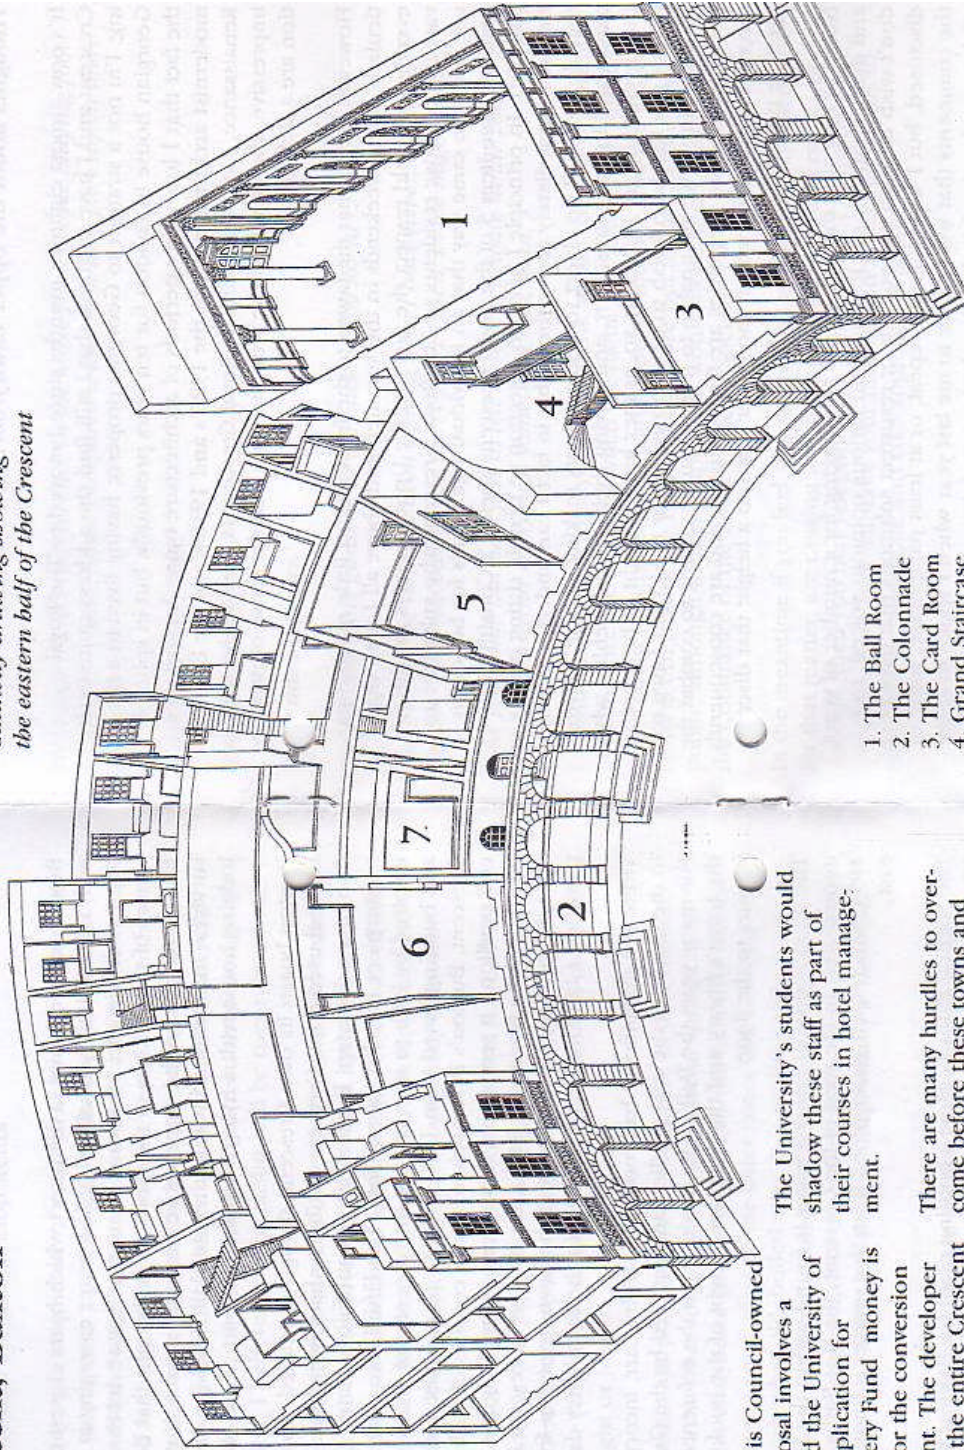 the eastern half of the Crescent
1
2
3
4
5
6
7
is Council-owned
osal involves a
d the University of
plication for
ery Fund money is
or the conversion
nt. The developer
the entire Crescent
The University's students would
shadow these staff as part of
their courses in hotel manage-
ment.
There are many hurdles to over-
come before these towns and
1. The Ball Room
2. The Colonnade
3. The Card Room
4. Grand Staircase